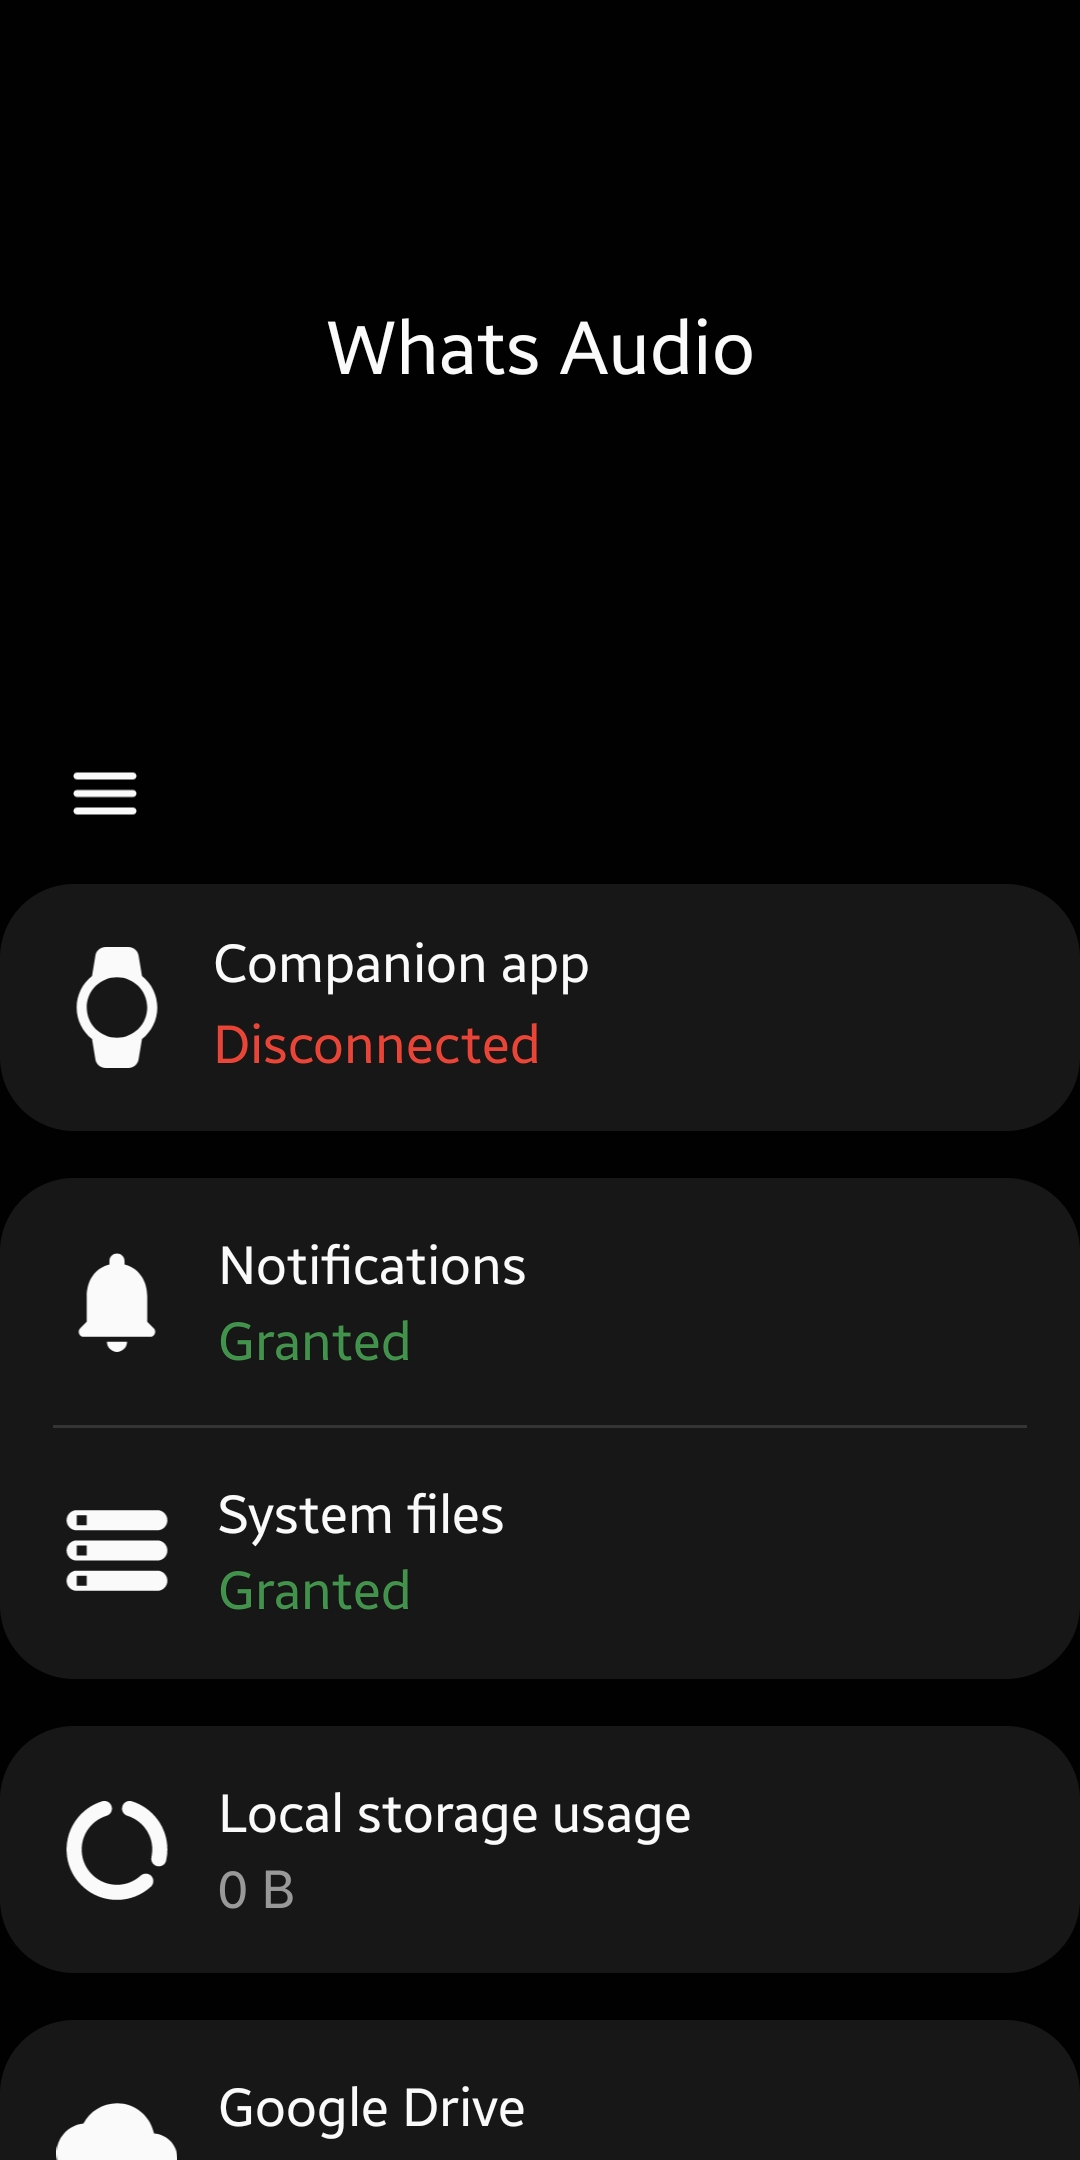 Whats Audio
Companion app
Disconnected
Notifications
Granted
System files
Granted
Local storage usage
0 B
Google Drive